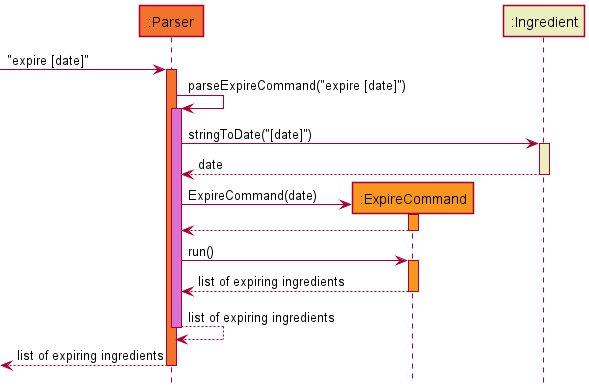 :Parser
:Ingredient
"expire [date]"
parseExpireCommand("expire [date]")
stringToDate("[date]")
date
ExpireCommand(date)
:ExpireCommand
run()
list of expiring ingredients
list of expiring ingredients
list of expiring ingredients